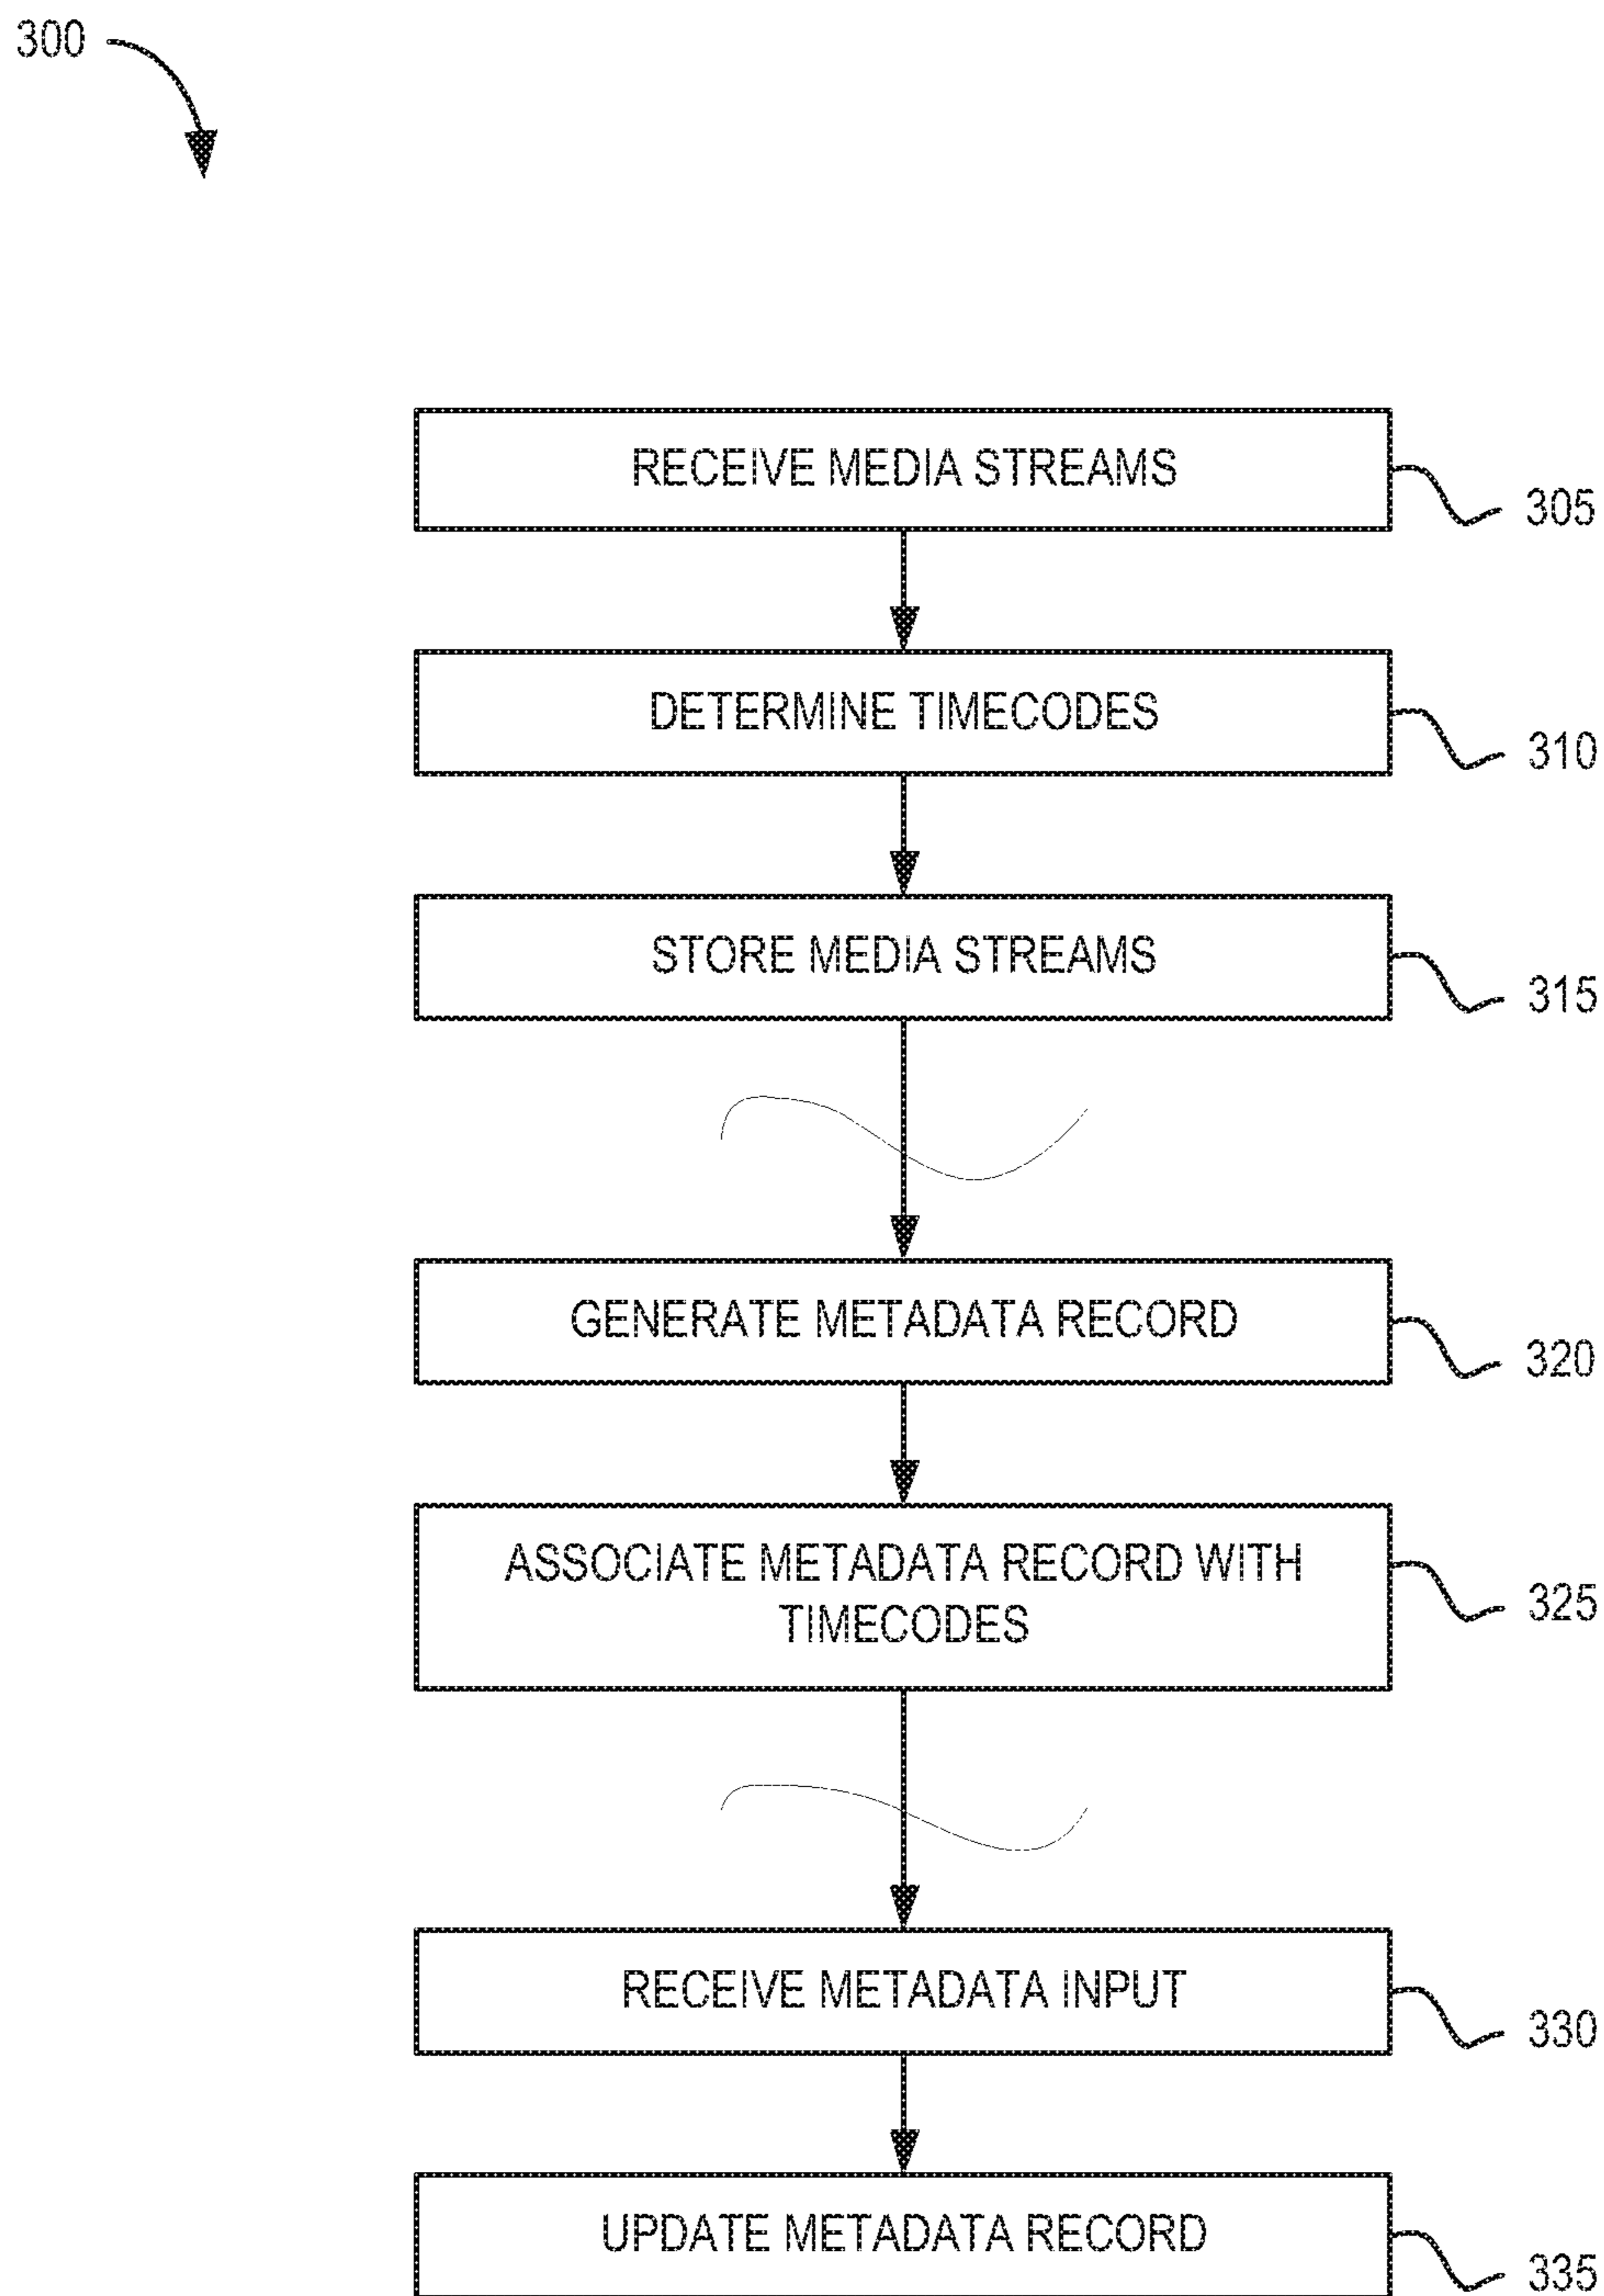 300
RECEIVE MEDIA STREAMS
305
DETERMINE TIMECODES
310
STORE MEDIA STREAMS
315
GENERATE METADATA RECORD
320
ASSOCIATE METADATA RECORD WITH
TIMECODES
325
RECEIVE METADATA INPUT
330
UPDATE METADATA RECORD
335